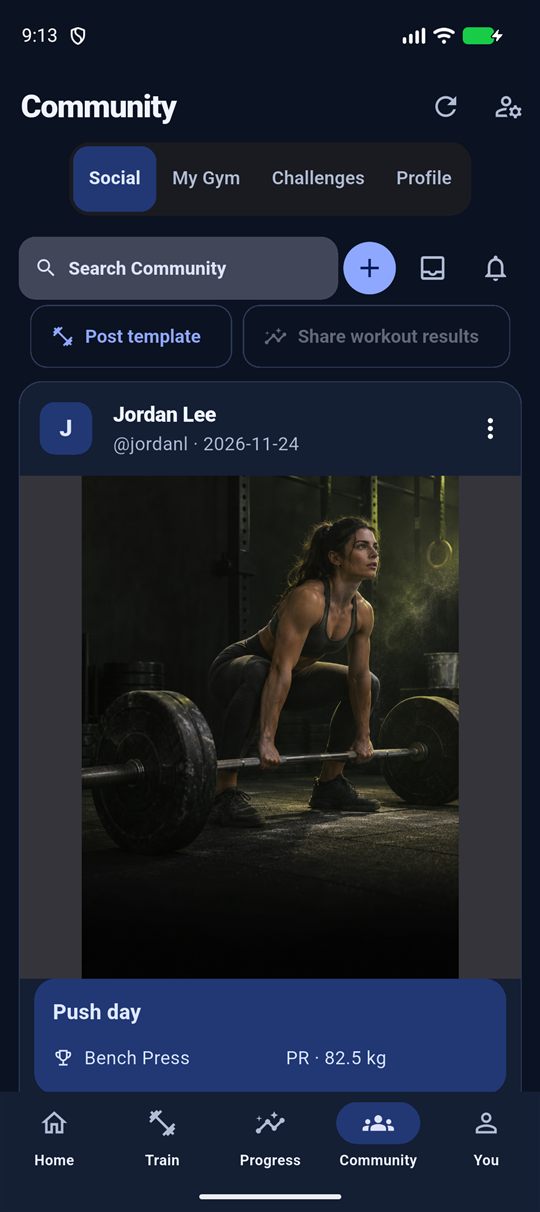 9:13
Community
Social My Gym Challenges Profile
Search Community
Post template Share workout results
J
Jordan Lee
@jordanl · 2026-11-24
Push day
Bench Press PR · 82.5 kg
Home Train Progress Community You